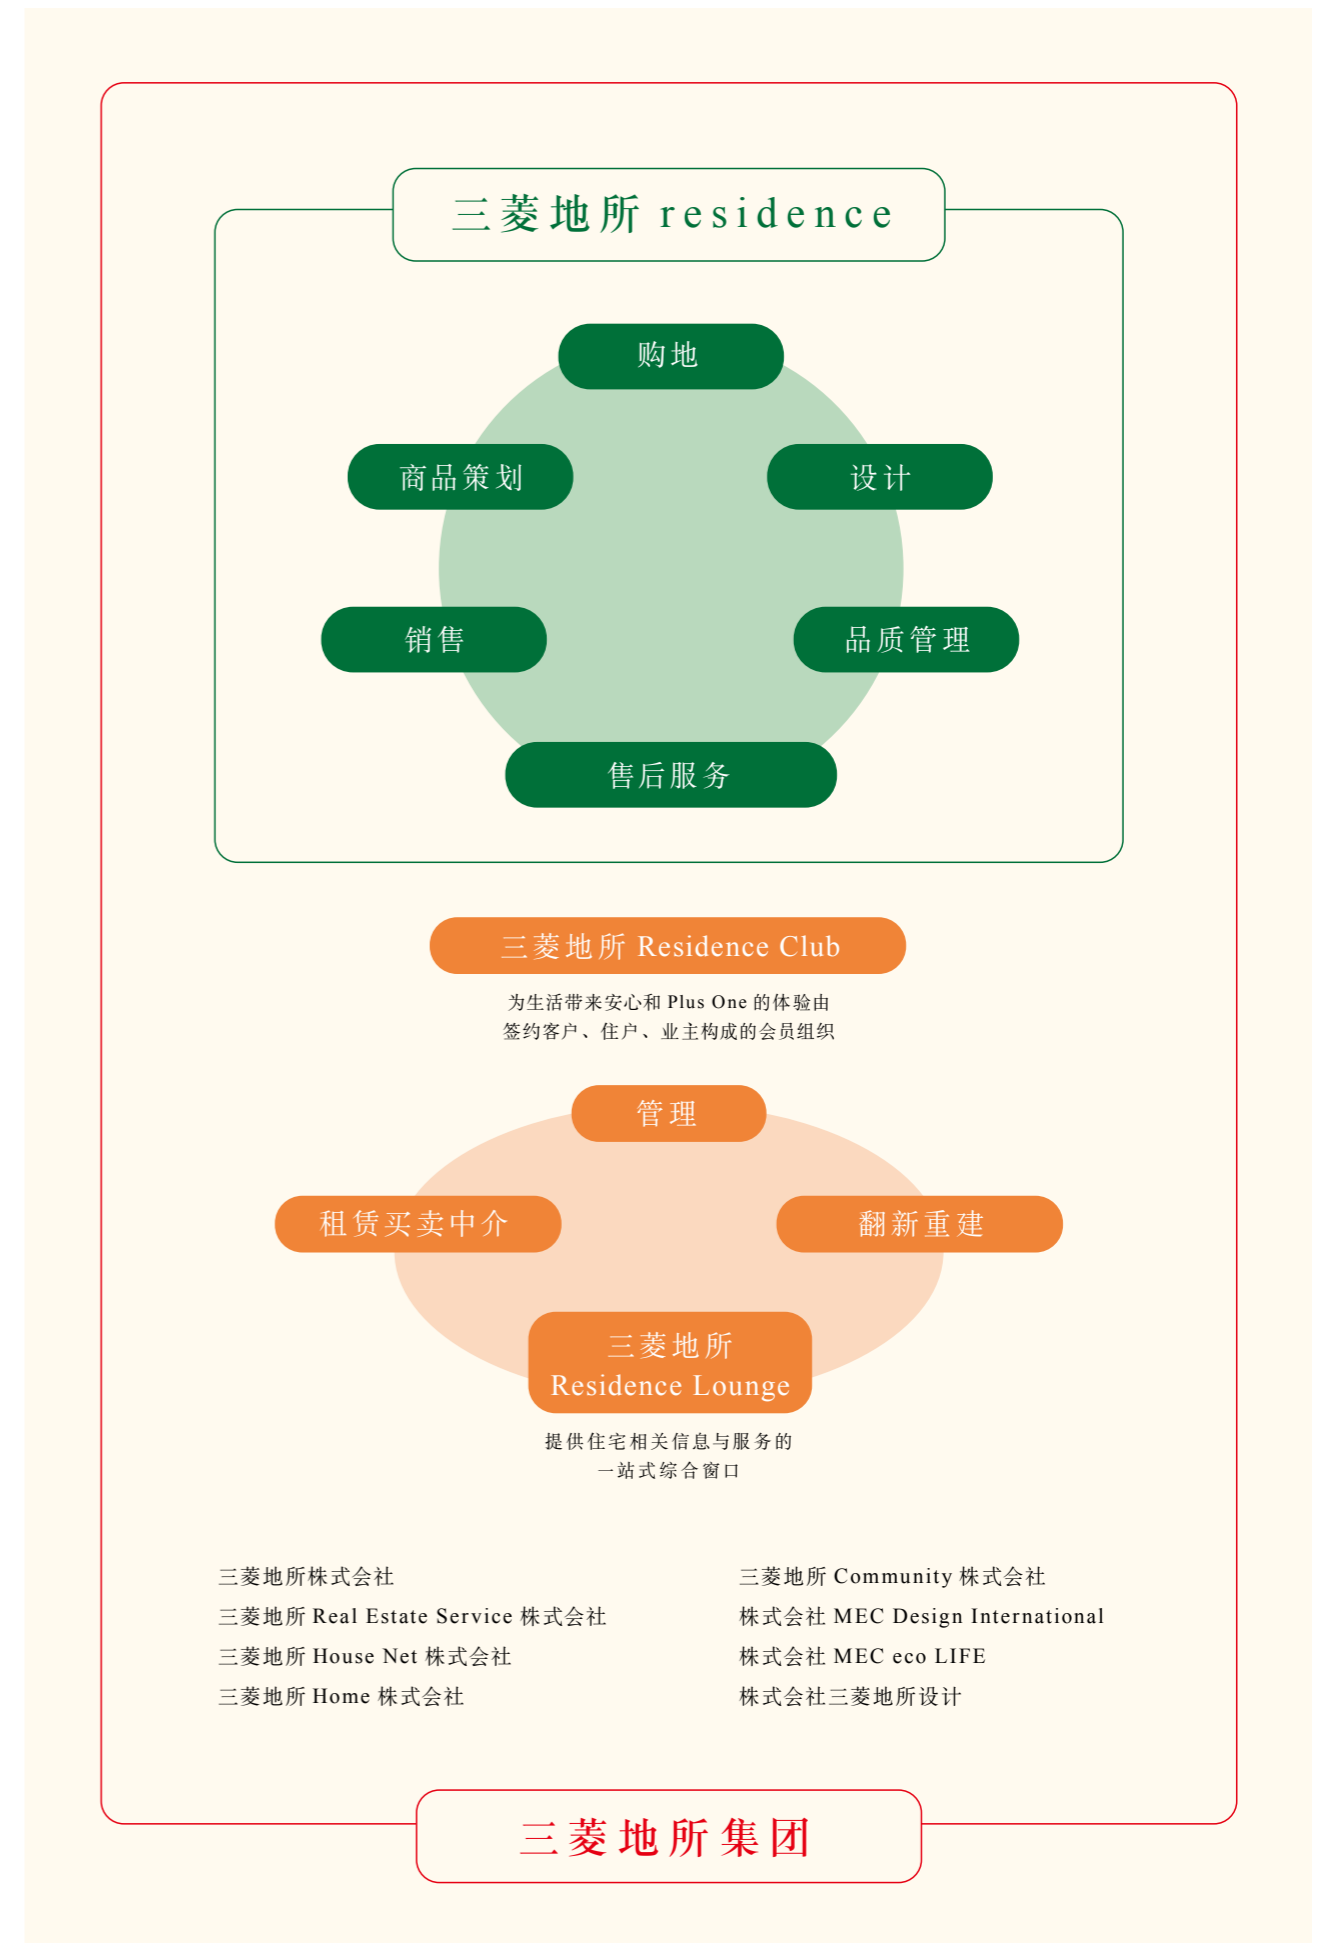 三菱地所 residence
购地
商品策划
设计
销售
品质管理
售后服务
三菱地所 Residence Club
为生活带来安心和 Plus One 的体验由
签约客户、住户、业主构成的会员组织
管理
租赁买卖中介
翻新重建
三菱地所
Residence Lounge
提供住宅相关信息与服务的
一站式综合窗口
三菱地所株式会社
三菱地所 Real Estate Service 株式会社
三菱地所 House Net 株式会社
三菱地所 Home 株式会社
三菱地所 Community 株式会社
株式会社 MEC Design International
株式会社 MEC eco LIFE
株式会社三菱地所设计
三菱地所集团